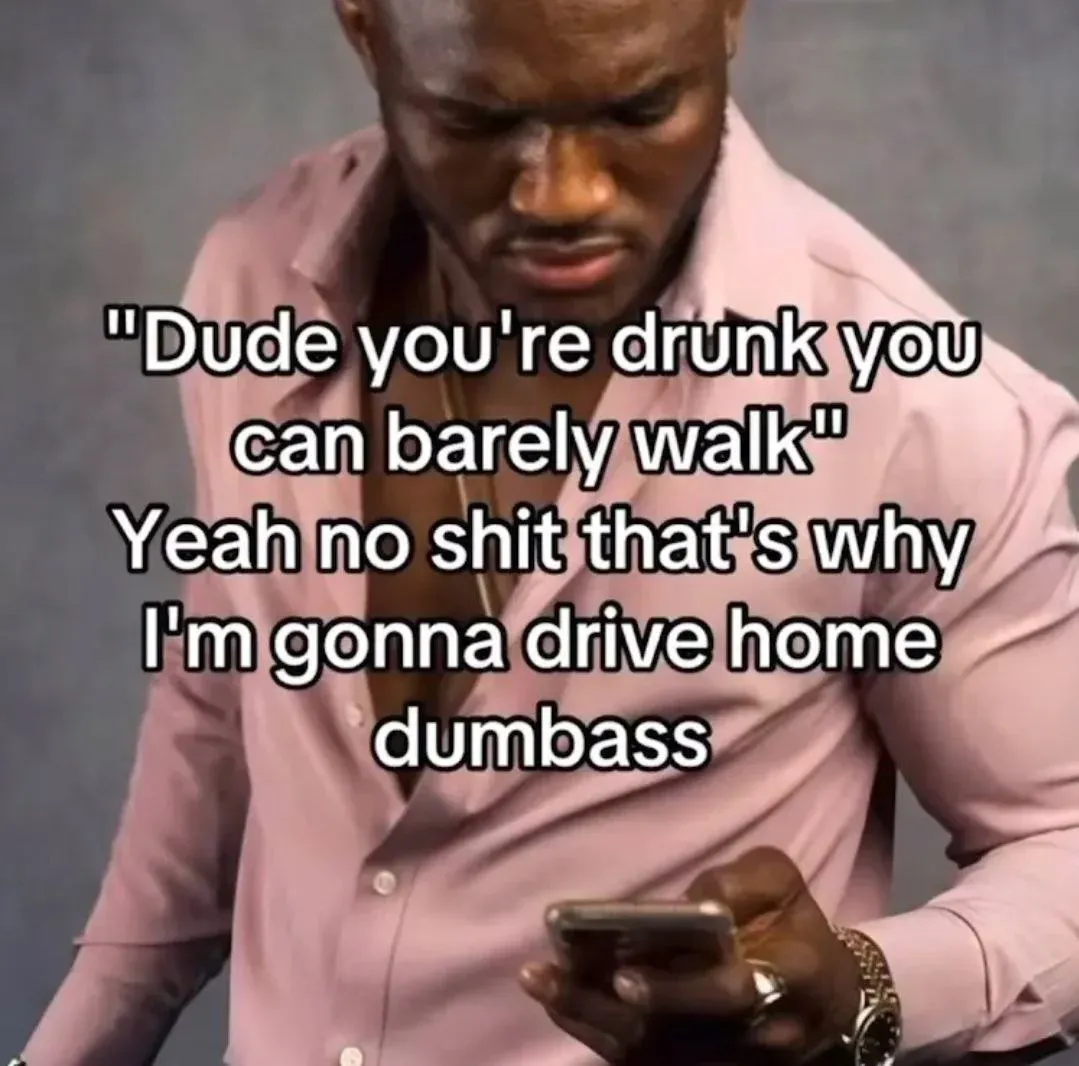 "Dude you're drunk you
can barely walk"
Yeah no shit that's why
I'm gonna drive home
dumbass